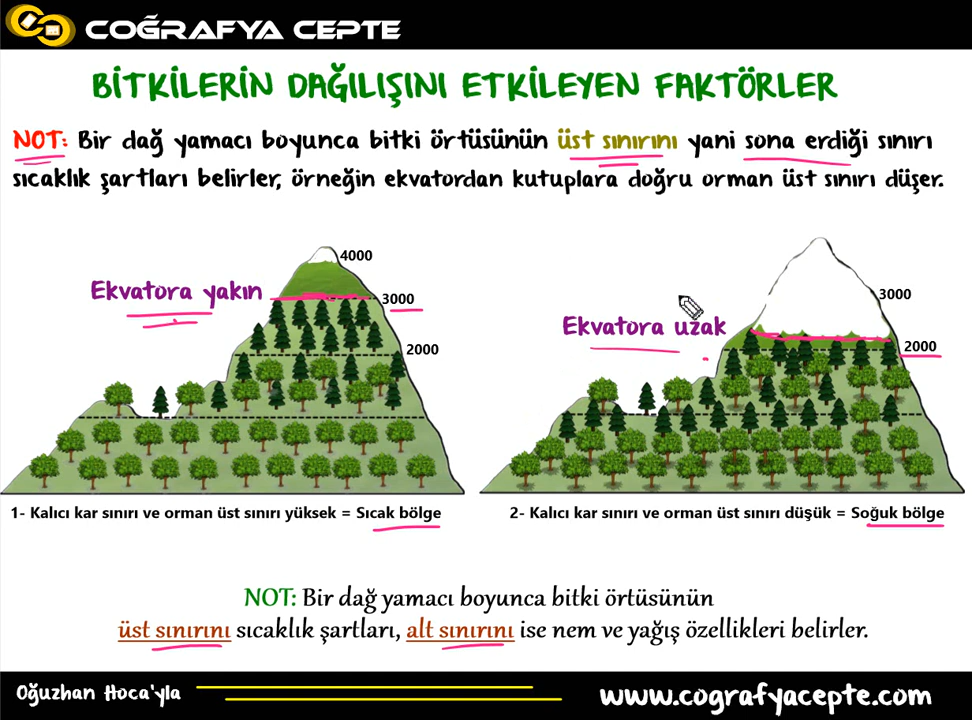 COĞRAFYA CEPTE
BİTKİLERİN DAĞILIŞINI ETKİLEYEN FAKTÖRLER
NOT: Bir dağ yamacı boyunca bitki örtüsünün üst sınırını yani sona erdiği sınırı
sıcaklık şartları belirler, örneğin ekvatordan kutuplara doğru orman üst sınırı düşer.
4000
Ekvatora yakın
3000
2000
3000
Ekvatora uzak
2000
1- Kalıcı kar sınırı ve orman üst sınırı yüksek = Sıcak bölge
2- Kalıcı kar sınırı ve orman üst sınırı düşük = Soğuk bölge
NOT: Bir dağ yamacı boyunca bitki örtüsünün
üst sınırını sıcaklık şartları, alt sınırını ise nem ve yağış özellikleri belirler.
Oğuzhan Hoca'yla
www.cografyacepte.com